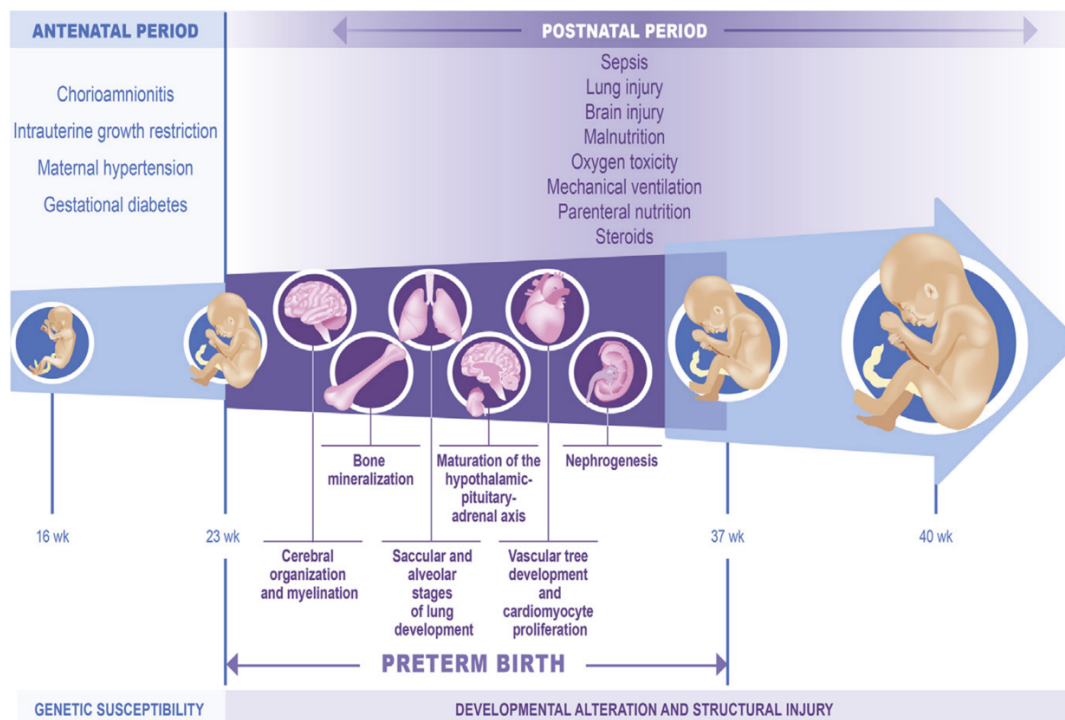 ANTENATAL PERIOD
POSTNATAL PERIOD
Chorioamnionitis
Intrauterine growth restriction
Maternal hypertension
Gestational diabetes
Sepsis
Lung injury
Brain injury
Malnutrition
Oxygen toxicity
Mechanical ventilation
Parenteral nutrition
Steroids
Bone
mineralization
Maturation of the
hypothalamic-
pituitary-
adrenal axis
Nephrogenesis
16 wk
23 wk
37 wk
40 wk
Cerebral
organization
and myelination
Saccular and
alveolar
stages
of lung
development
Vascular tree
development
and
cardiomyocyte
proliferation
PRETERM BIRTH
GENETIC SUSCEPTIBILITY
DEVELOPMENTAL ALTERATION AND STRUCTURAL INJURY